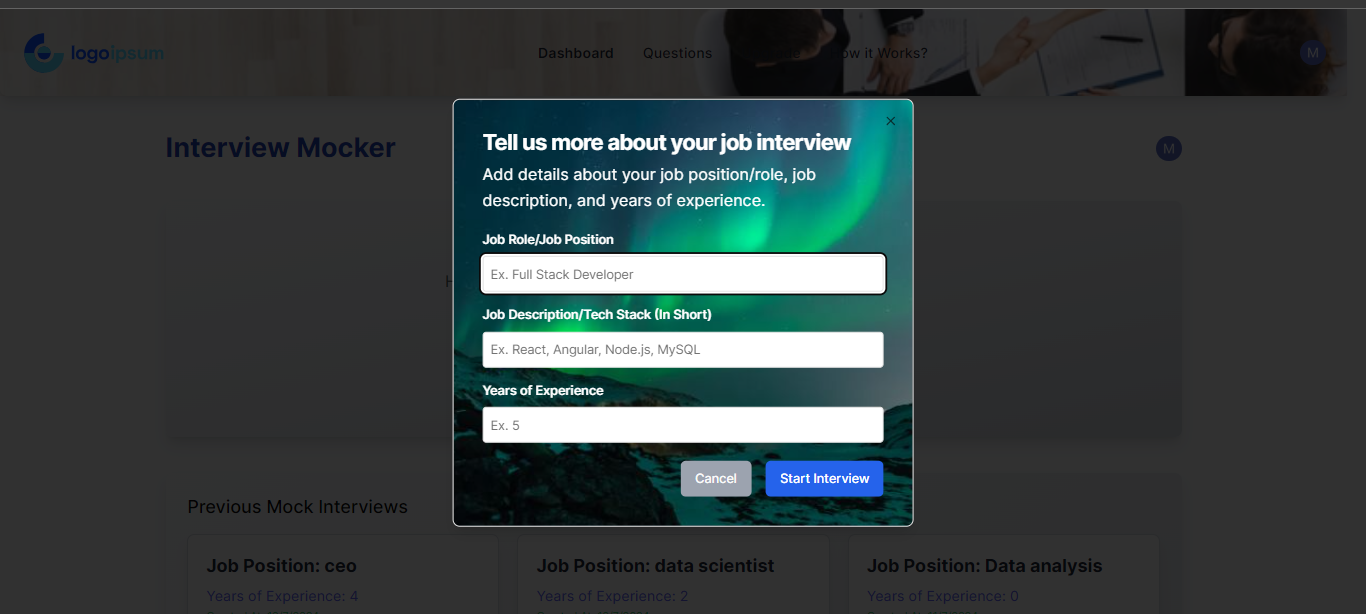 logoipsum
Dashboard
Questions
ow it Works?
M
Interview Mocker
M
Tell us more about your job interview
Add details about your job position/role, job
description, and years of experience.
Job Role/Job Position
Ex. Full Stack Developer
Job Description/Tech Stack (In Short)
Ex. React, Angular, Node.js, MySQL
Years of Experience
Ex. 5
Cancel
Start Interview
Previous Mock Interviews
Job Position: ceo
Years of Experience: 4
Job Position: data scientist
Years of Experience: 2
Job Position: Data analysis
Years of Experience: 0